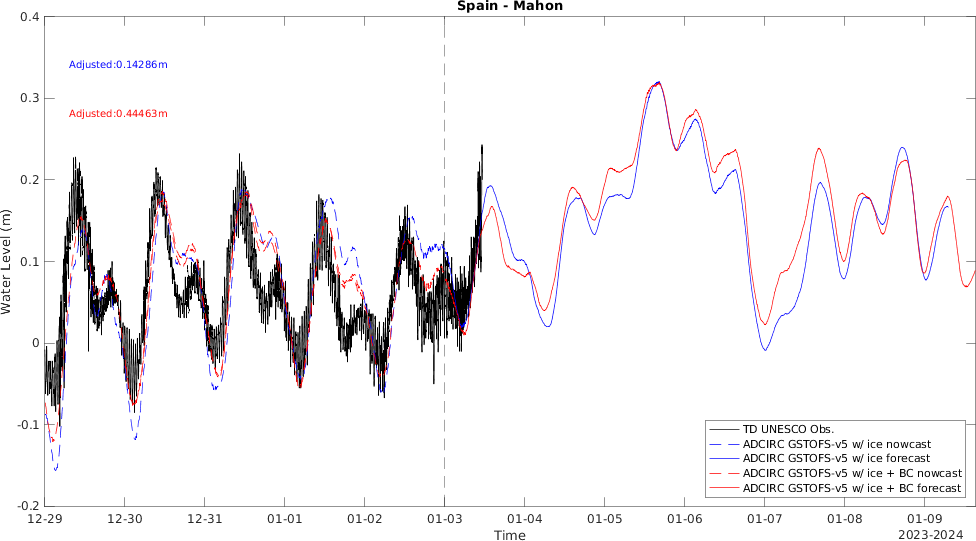 Spain - Mahon
0.4
0.3
0.2
0.1
0
-0.1
-0.2
Water Level (m)
Adjusted:0.14286m
Adjusted:0.44463m
TD UNESCO Obs.
ADCIRC GSTOFS-v5 w/ ice nowcast
ADCIRC GSTOFS-v5 w/ ice forecast
ADCIRC GSTOFS-v5 w/ ice + BC nowcast
ADCIRC GSTOFS-v5 w/ ice + BC forecast
12-29 12-30 12-31 01-01 01-02 01-03 01-04 01-05 01-06 01-07 01-08 01-09
Time
2023-2024